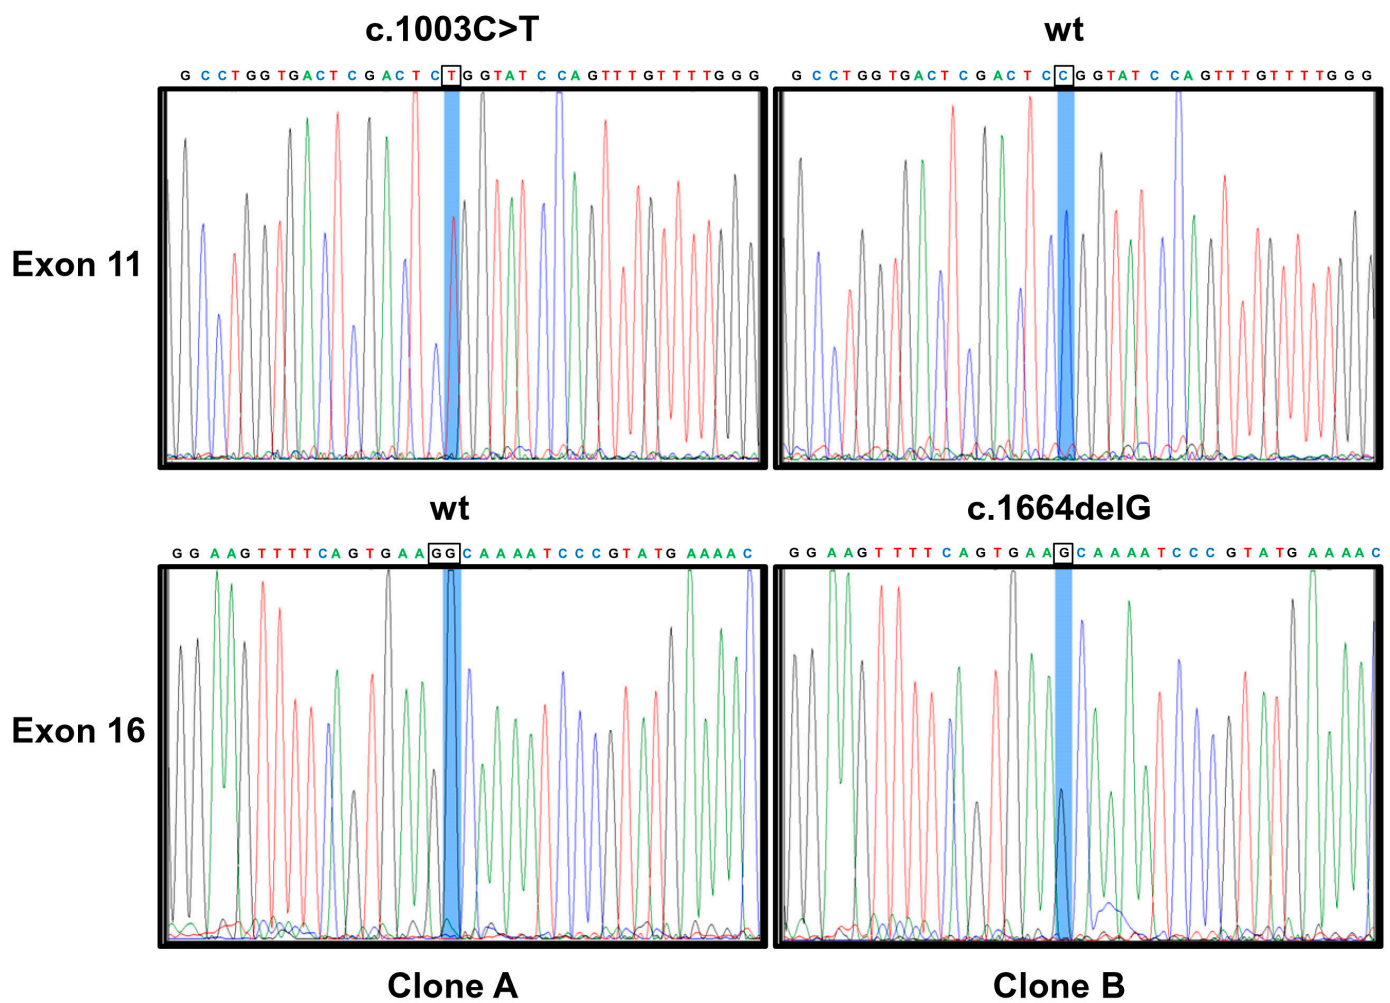 c.1003C>T
wt
G C C T G G T G A C T C G A C T C T G G T A T C C A G T T T G T T T T G G G
G C C T G G T G A C T C G A C T C C G G T A T C C A G T T T G T T T T G G G
Exon 11
wt
c.1664delG
G G A A G T T T T C A G T G A A G G C A A A A T C C C G T A T G A A A A C
G G A A G T T T T C A G T G A A G C A A A A T C C C G T A T G A A A A C
Exon 16
Clone A
Clone B